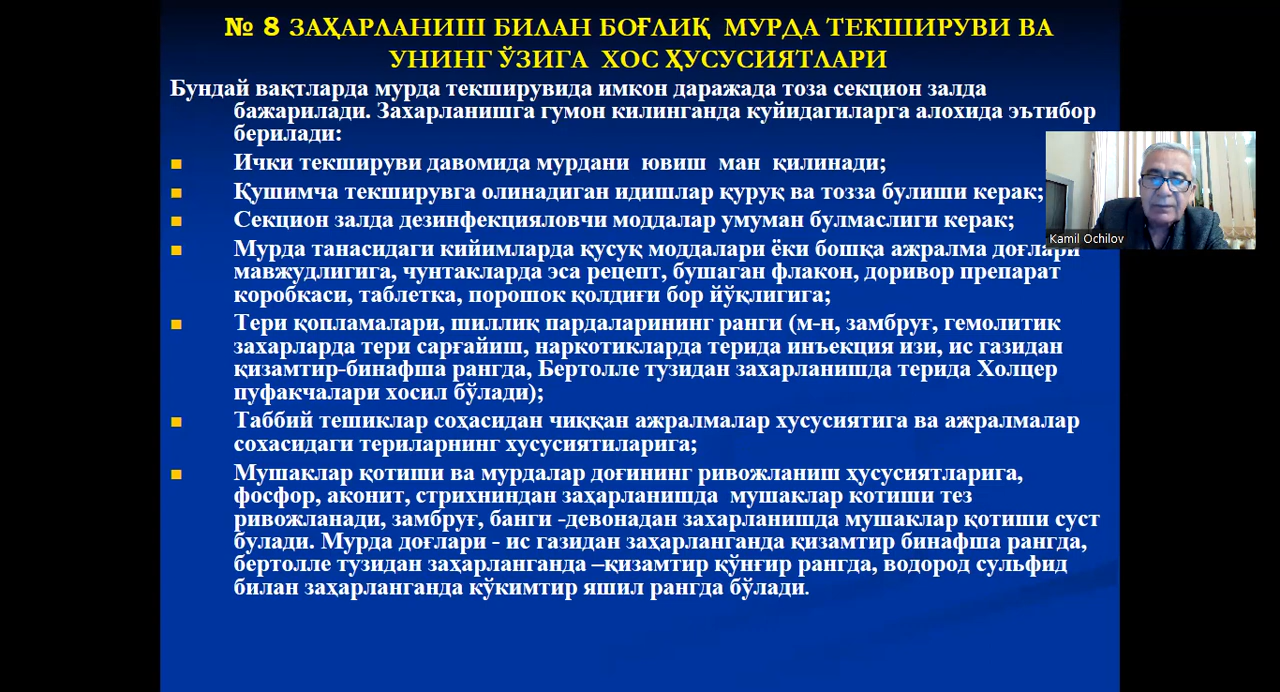 № 8 ЗАҲАРЛАНИШ БИЛАН БОҒЛИҚ МУРДА ТЕКШИРУВИ ВА
УНИНГ ЎЗИГА ХОС ҲУСУСИЯТЛАРИ
Бундай вақтларда мурда текширувида имкон даражада тоза секцион залда
бажарилади. Захарланишга гумон килинганда куйидагиларга алохида эътибор
берилади:
Ички текшируви давомида мурдани ювиш ман қилинади;
Қушимча текширувга олинадиган идишлар қуруқ ва тозза булиши керак;
Секцион залда дезинфекцияловчи моддалар умуман булмаслиги керак;
Мурда танасидаги кийимларда қусуқ моддалари ёки бошқа ажралма доғлари
мавжудлигига, чунтакларда эса рецепт, бушаган флакон, доривор препарат
коробкаси, таблетка, порошок қолдиғи бор йўқлигига;
Тери қопламалари, шиллиқ пардаларининг ранги (м-н, замбруғ, гемолитик
захарларда тери сарғайиш, наркотикларда терида инъекция изи, ис газидан
қизамтир-бинафша рангда, Бертолле тузидан захарланишда терида Холцер
пуфакчалари хосил бўлади);
Таббий тешиклар соҳасидан чиққан ажралмалар хусусиятига ва ажралмалар
сохасидаги териларнинг хусусиятиларига;
Мушаклар қотиши ва мурдалар доғининг ривожланиш ҳусусиятларига,
фосфор, аконит, стрихниндан заҳарланишда мушаклар котиши тез
ривожланади, замбруғ, банги -девонадан захарланишда мушаклар қотиши суст
булади. Мурда доғлари - ис газидан заҳарланганда қизамтир бинафша рангда,
бертолле тузидан заҳарланганда –қизамтир қўнғир рангда, водород сульфид
билан заҳарланганда кўкимтир яшил рангда бўлади.
Kamil Ochilov